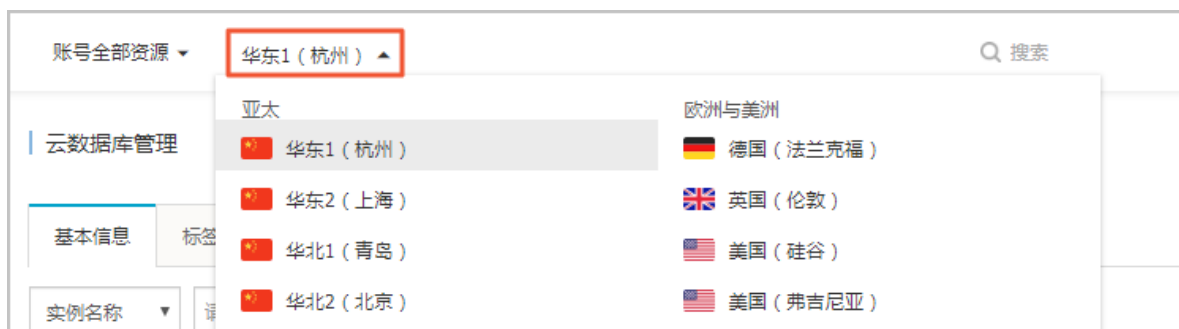 账号全部资源
华东1（杭州）
搜索
亚太
欧洲与美洲
云数据库管理
华东1（杭州）
德国（法兰克福）
华东2（上海）
英国（伦敦）
基本信息
标签
华北1（青岛）
美国（硅谷）
实例名称
华北2（北京）
美国（弗吉尼亚）